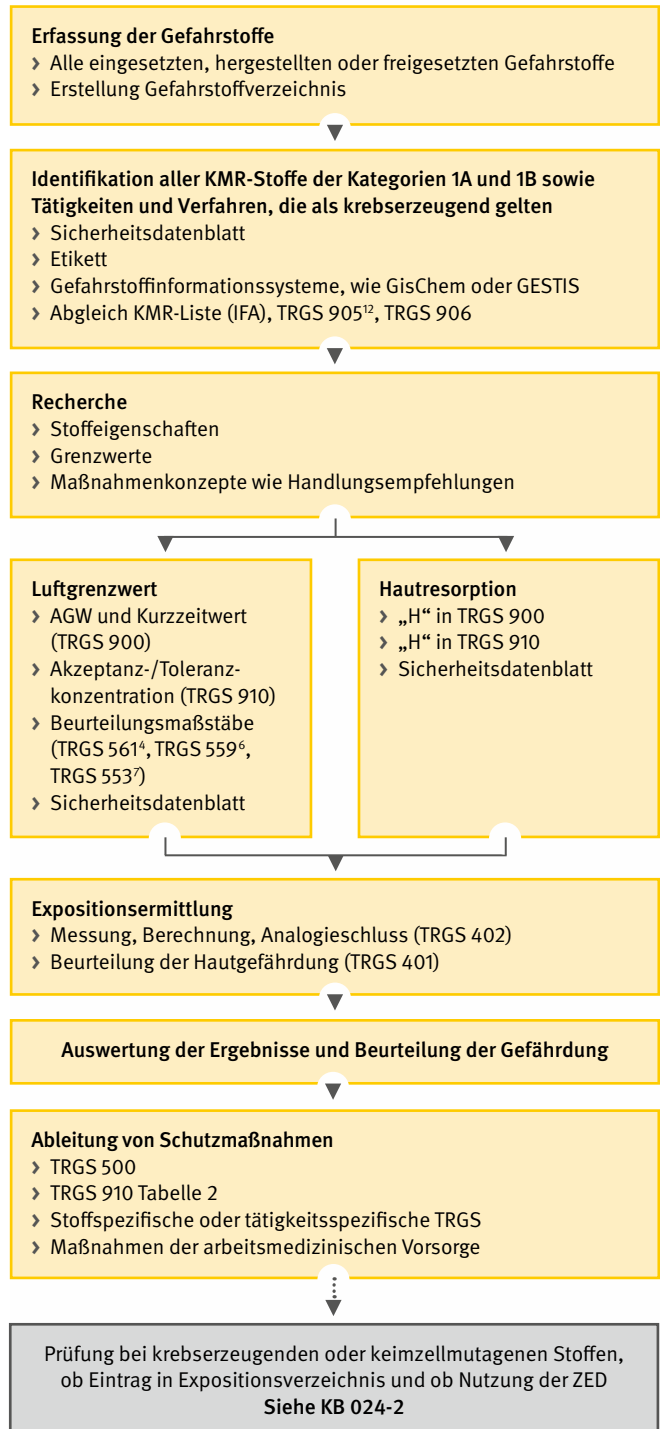 Erfassung der Gefahrstoffe
› Alle eingesetzten, hergestellten oder freigesetzten Gefahrstoffe
› Erstellung Gefahrstoffverzeichnis
Identifikation aller KMR-Stoffe der Kategorien 1A und 1B sowie
Tätigkeiten und Verfahren, die als krebserzeugend gelten
› Sicherheitsdatenblatt
› Etikett
› Gefahrstoffinformationssysteme, wie GisChem oder GESTIS
› Abgleich KMR-Liste (IFA), TRGS 905¹², TRGS 906
Recherche
› Stoffeigenschaften
› Grenzwerte
› Maßnahmenkonzepte wie Handlungsempfehlungen
Luftgrenzwert
› AGW und Kurzzeitwert
(TRGS 900)
› Akzeptanz-/Toleranz-
konzentration (TRGS 910)
› Beurteilungsmaßstäbe
(TRGS 561⁴, TRGS 559⁶,
TRGS 553⁷)
› Sicherheitsdatenblatt
Hautresorption
› „H“ in TRGS 900
› „H“ in TRGS 910
› Sicherheitsdatenblatt
Expositionsermittlung
› Messung, Berechnung, Analogieschluss (TRGS 402)
› Beurteilung der Hautgefährdung (TRGS 401)
Auswertung der Ergebnisse und Beurteilung der Gefährdung
Ableitung von Schutzmaßnahmen
› TRGS 500
› TRGS 910 Tabelle 2
› Stoffspezifische oder tätigkeitsspezifische TRGS
› Maßnahmen der arbeitsmedizinischen Vorsorge
Prüfung bei krebserzeugenden oder keimzellmutagenen Stoffen,
ob Eintrag in Expositionsverzeichnis und ob Nutzung der ZED
Siehe KB 024-2